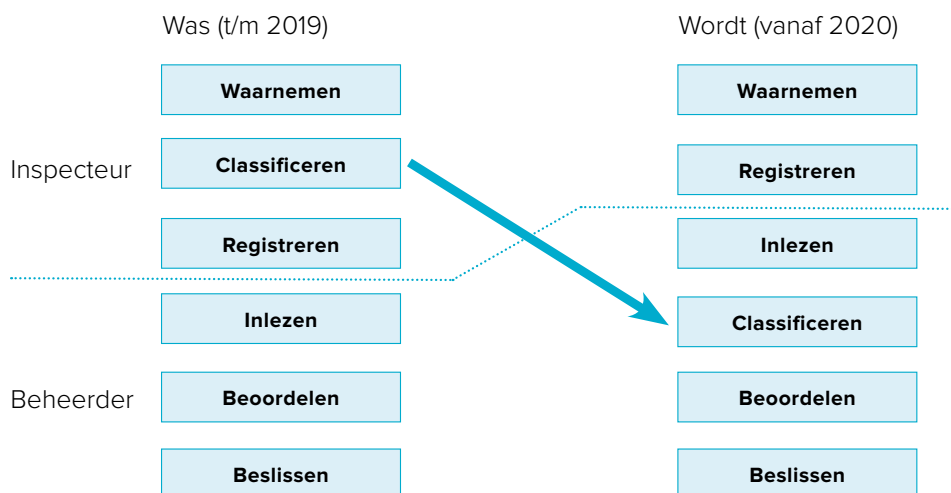 Was (t/m 2019)
Wordt (vanaf 2020)
Waarnemen
Waarnemen
Inspecteur
Classificeren
Registreren
Registreren
Inlezen
Inlezen
Classificeren
Beheerder
Beoordelen
Beoordelen
Beslissen
Beslissen